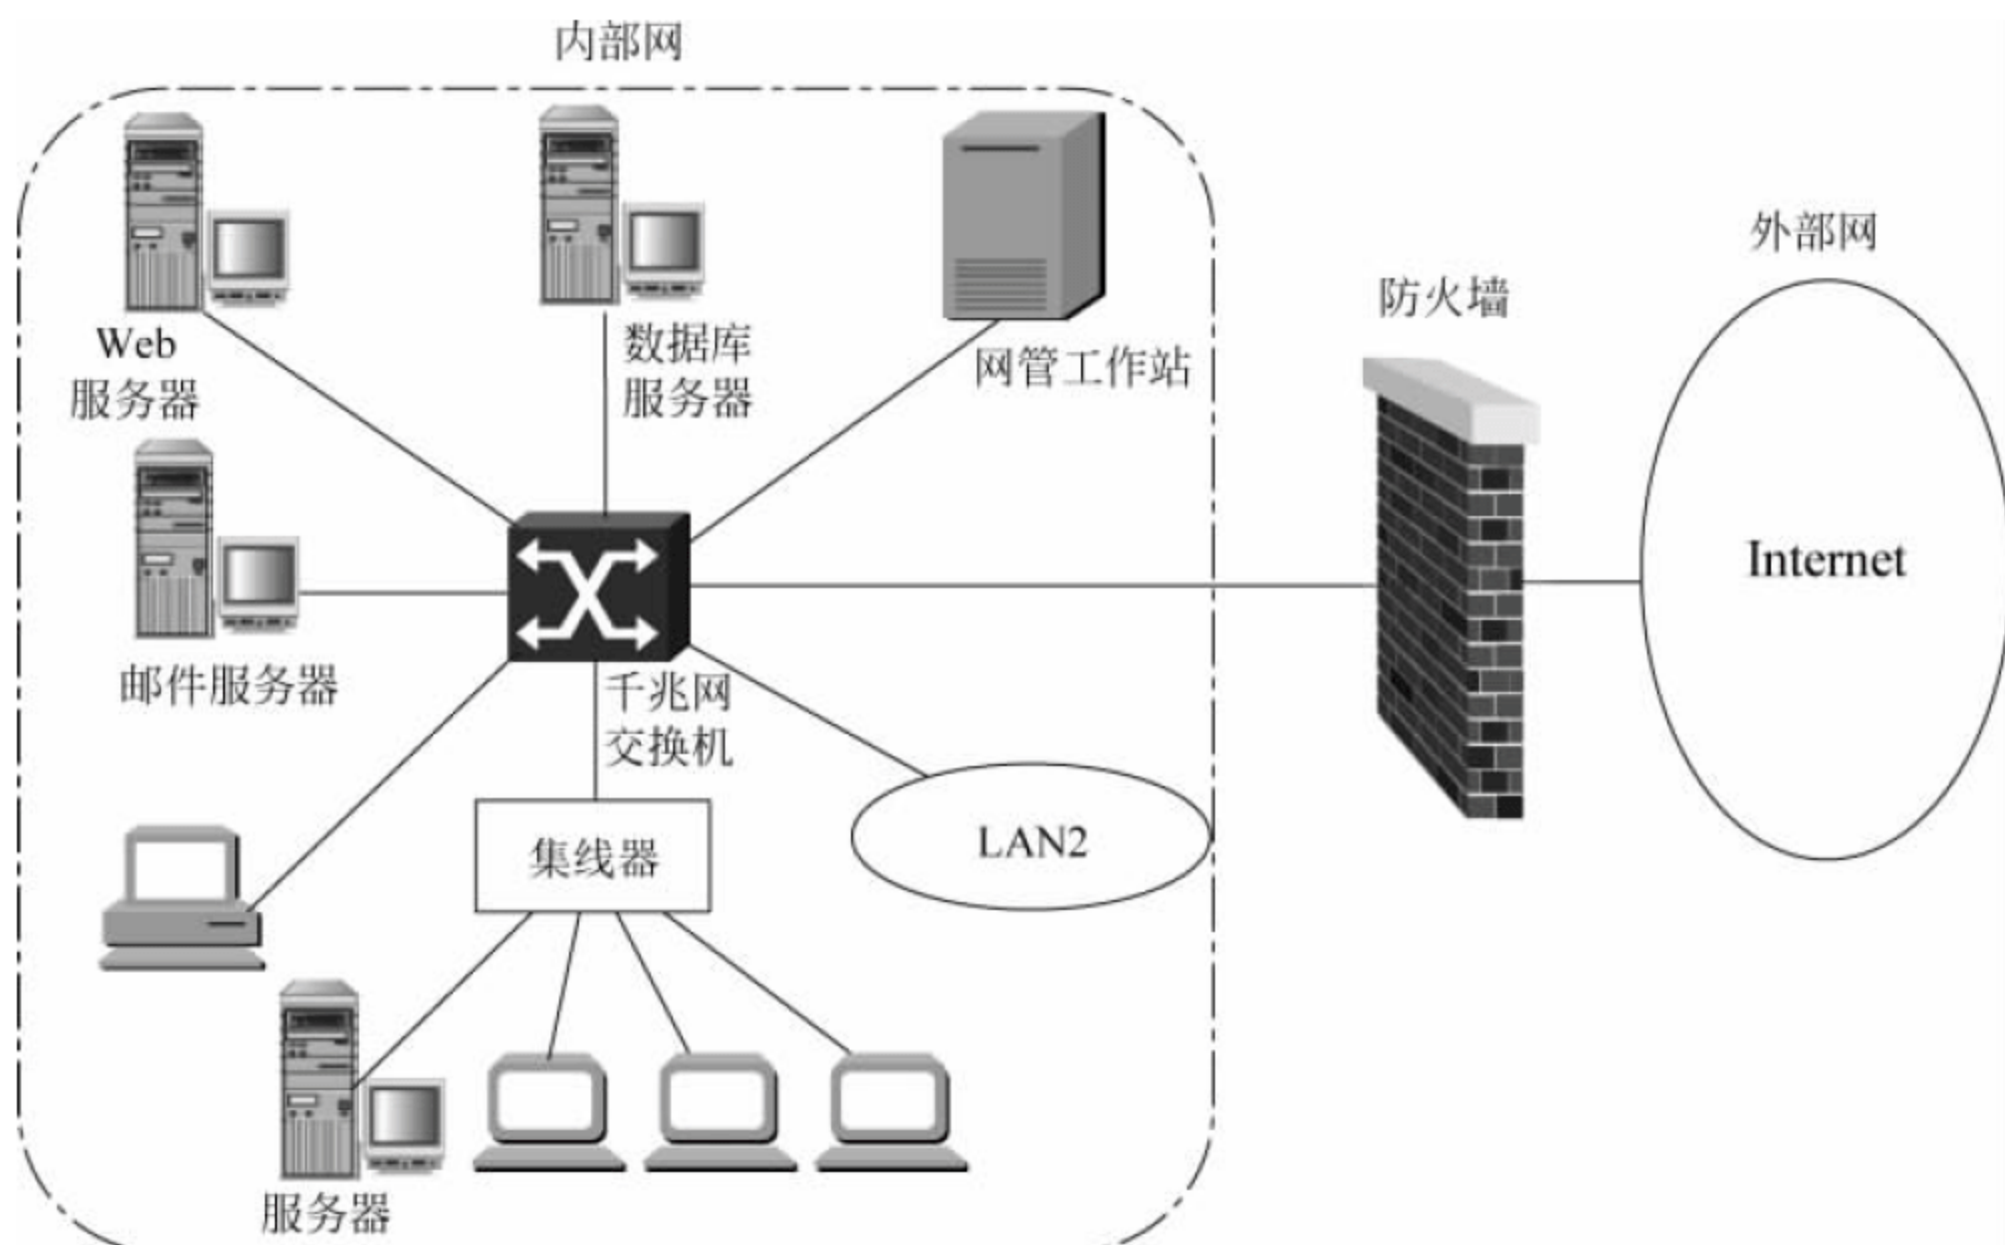 内部网
外部网
防火墙
Web
服务器
数据库
服务器
网管工作站
Internet
邮件服务器
千兆网
交换机
集线器
LAN2
服务器